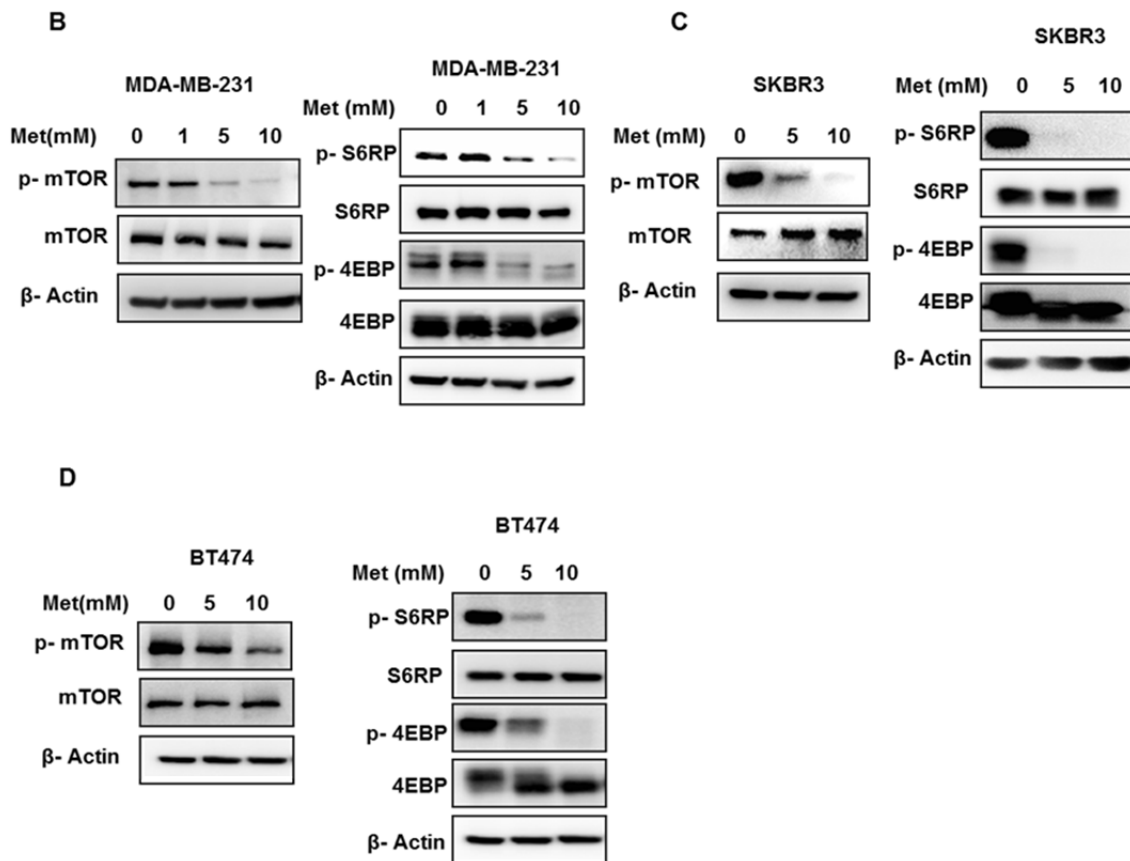 B
MDA-MB-231
Met(mM) 0 1 5 10
p- mTOR
mTOR
β- Actin
MDA-MB-231
Met (mM) 0 1 5 10
p- S6RP
S6RP
p- 4EBP
4EBP
β- Actin
C
SKBR3
Met (mM) 0 5 10
p- mTOR
mTOR
β- Actin
SKBR3
Met (mM) 0 5 10
p- S6RP
S6RP
p- 4EBP
4EBP
β- Actin
D
BT474
Met(mM) 0 5 10
p- mTOR
mTOR
β- Actin
BT474
Met (mM) 0 5 10
p- S6RP
S6RP
p- 4EBP
4EBP
β- Actin